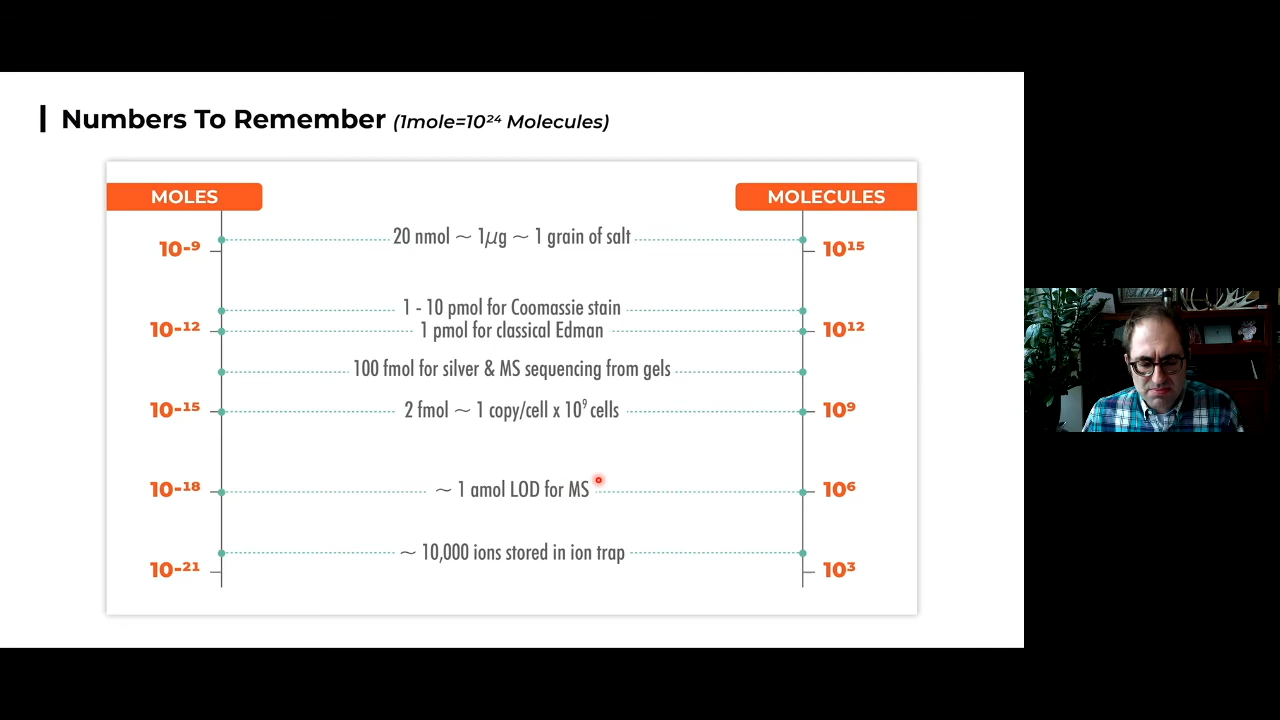 Numbers To Remember (1mole=10²⁴ Molecules)
MOLES
MOLECULES
20 nmol ~ 1μg ~ 1 grain of salt
10-⁹
10¹⁵
1 - 10 pmol for Coomassie stain
10-¹²
1 pmol for classical Edman
10¹²
100 fmol for silver & MS sequencing from gels
10-¹⁵
2 fmol ~ 1 copy/cell x 10⁹ cells
10⁹
10-¹⁸
~ 1 amol LOD for MS
10⁶
~ 10,000 ions stored in ion trap
10-²¹
10³